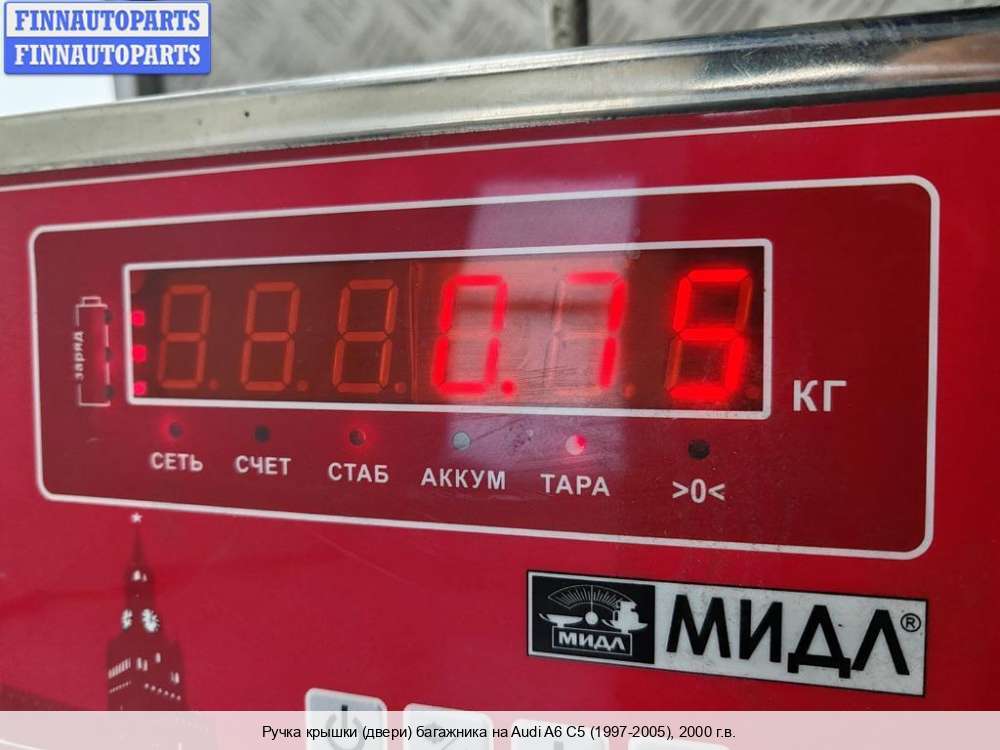 FINNAUTOPARTS
FINNAUTOPARTS
заряд
0.75
КГ
СЕТЬ СЧЕТ СТАБ АККУМ ТАРА >0<
МИДЛ
МИДЛ®
Ручка крышки (двери) багажника на Audi A6 C5 (1997-2005), 2000 г.в.